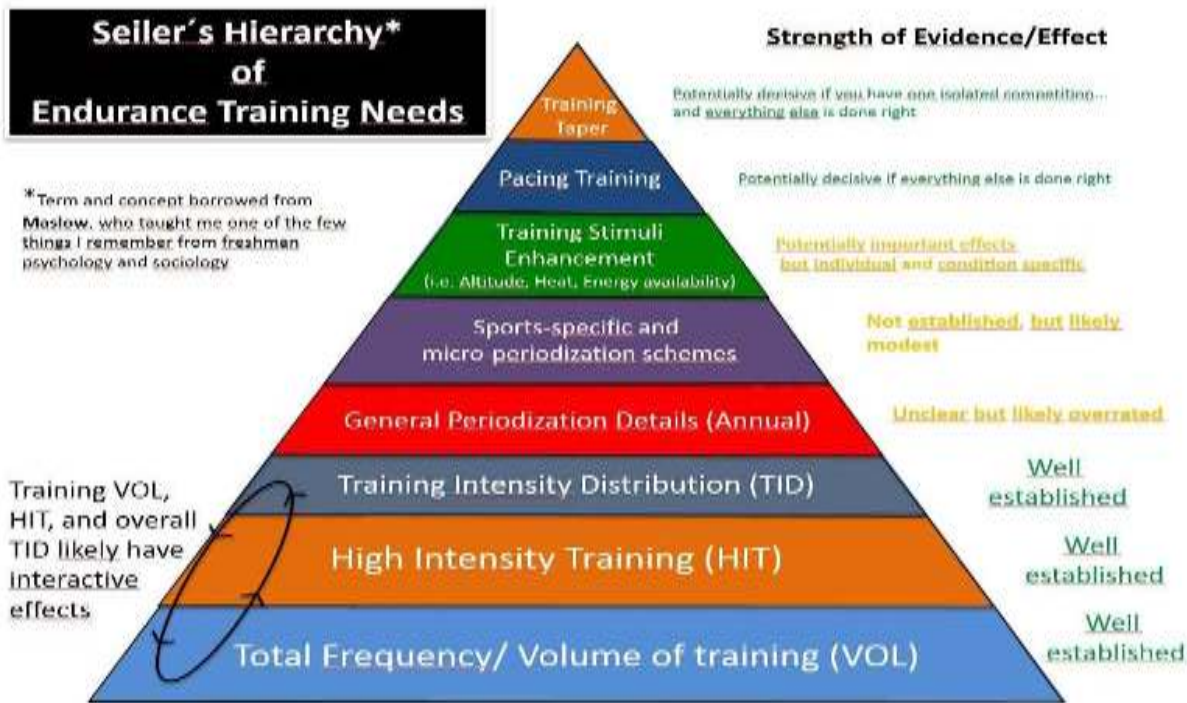 Seiler´s Hierarchy*
of
Endurance Training Needs
*Term and concept borrowed from
Maslow, who taught me one of the few
things I remember from freshman
psychology and sociology
Strength of Evidence/Effect
Training
Taper
Potentially decisive if you have one isolated competition...
and everything else is done right
Pacing Training
Potentially decisive if everything else is done right
Training Stimuli
Enhancement
(i.e. Altitude, Heat, Energy availability)
Potentially important effects
but individual and condition specific
Sports-specific and
micro periodization schemes
Not established, but likely
modest
General Periodization Details (Annual)
Unclear but likely overrated
Training Intensity Distribution (TID)
Well
established
High Intensity Training (HIT)
Well
established
Total Frequency/ Volume of training (VOL)
Well
established
Training VOL,
HIT, and overall
TID likely have
interactive
effects